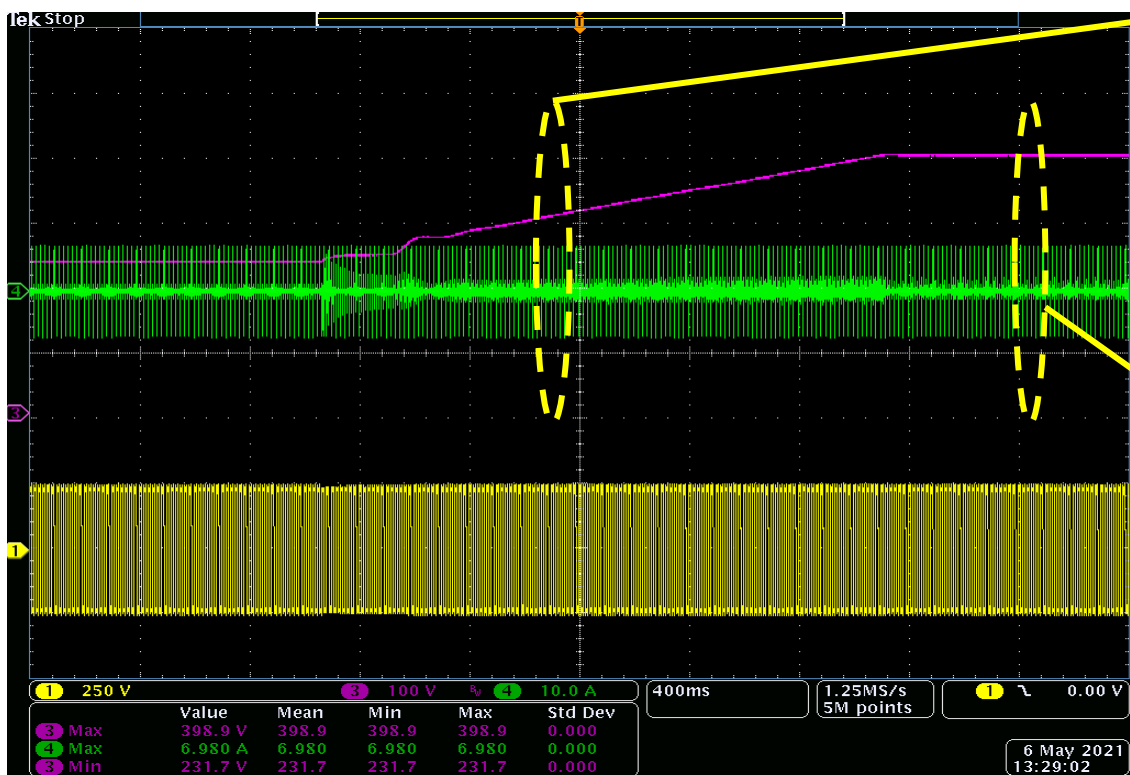 Tek Stop
T
4
3
1
1 250 V 3 100 V BW 4 10.0 A
400ms
1.25MS/s
5M points
1 0.00 V
Value Mean Min Max Std Dev
3 Max 398.9 V 398.9 398.9 398.9 0.000
4 Max 6.980 A 6.980 6.980 6.980 0.000
3 Min 231.7 V 231.7 231.7 231.7 0.000
6 May 2021
13:29:02